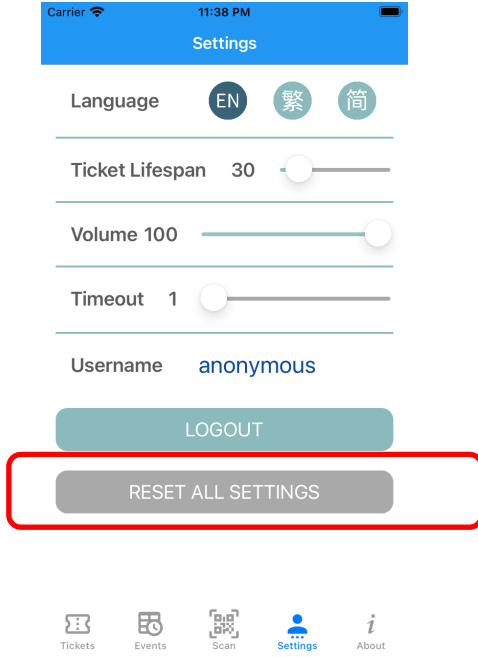 Carrier 11:38 PM
Settings
Language EN 繁 简
Ticket Lifespan 30
Volume 100
Timeout 1
Username anonymous
LOGOUT
RESET ALL SETTINGS
Tickets Events Scan Settings About